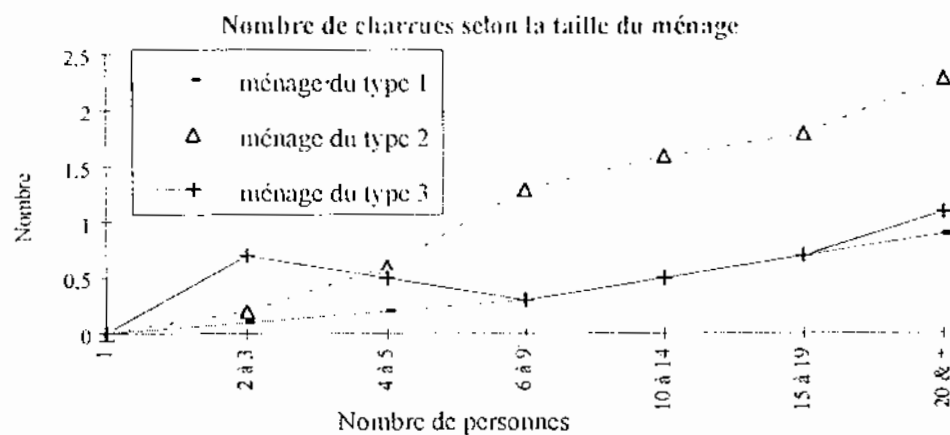 Nombre de charrues selon la taille du ménage
2,5
2
1,5
1
0,5
0
Nombre
ménage du type 1
ménage du type 2
ménage du type 3
1
2 à 3
4 à 5
6 à 9
10 à 14
15 à 19
20 & +
Nombre de personnes